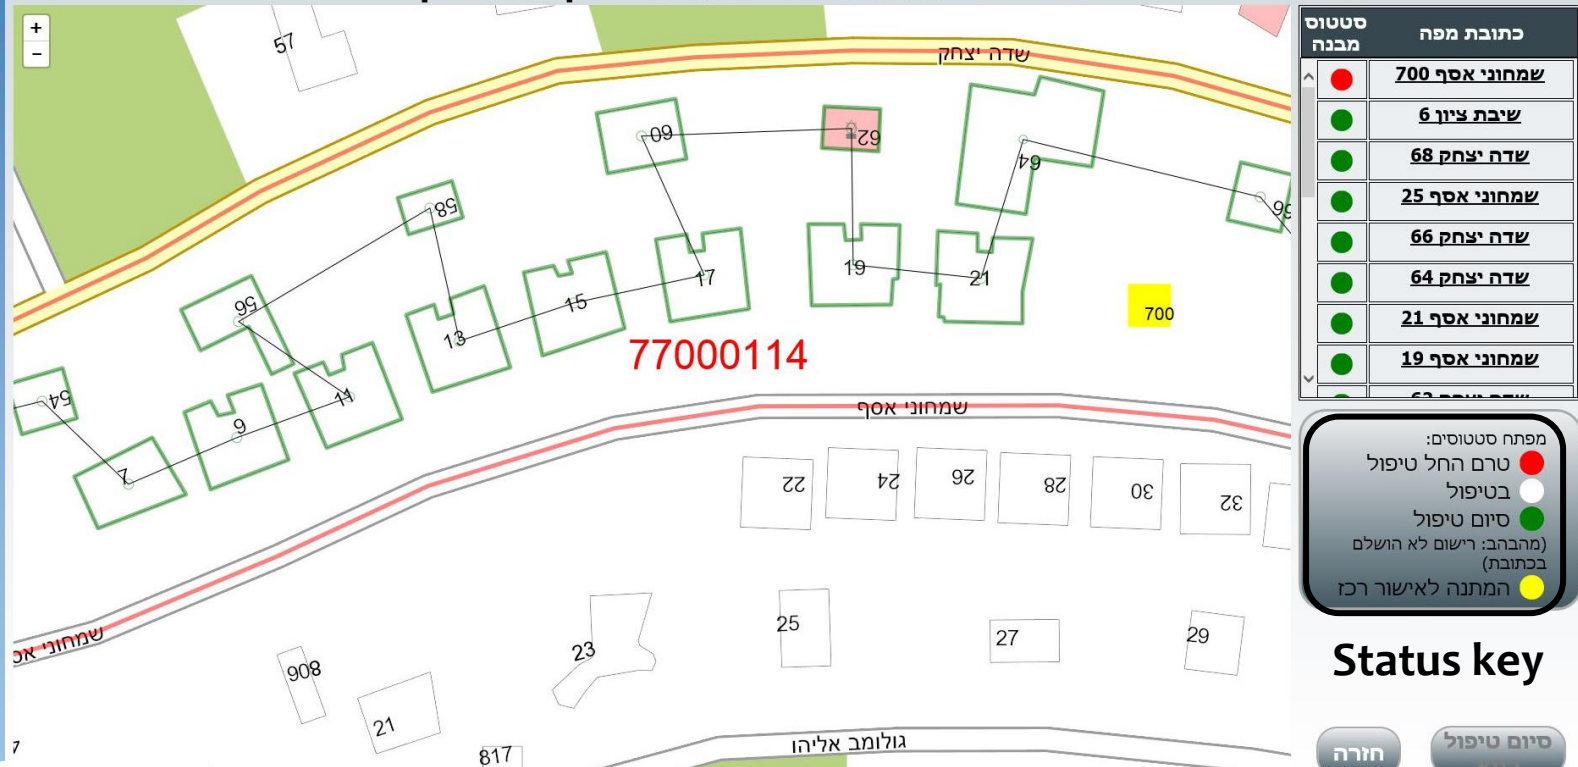 +
−
57
שדה יצחק
60
62
64
66
58
56
54
7
9
11
13
15
17
19
21
700
77000114
שמחוני אסף
22
24
26
28
30
32
25
27
29
23
908
21
817
גולומב אליהו
כתובת מפה
סטטוס מבנה
שמחוני אסף 700
שיבת ציון 6
שדה יצחק 68
שמחוני אסף 25
שדה יצחק 66
שדה יצחק 64
שמחוני אסף 21
שמחוני אסף 19
מפתח סטטוסים:
טרם החל טיפול
בטיפול
סיום טיפול
(מהבהב: רישום לא הושלם
בכתובת)
המתנה לאישור רכז
Status key
חזרה
סיום טיפול